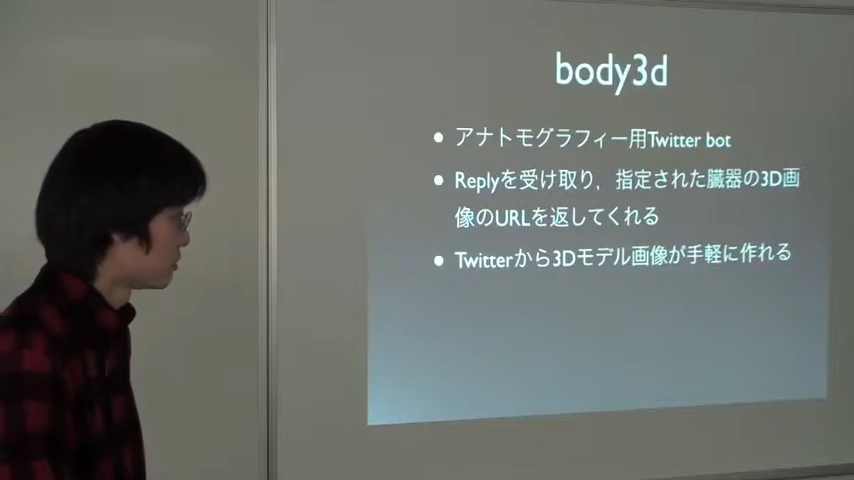 body3d
• アナトモグラフィー用Twitter bot
• Replyを受け取り，指定された臓器の3D画
像のURLを返してくれる
• Twitterから3Dモデル画像が手軽に作れる